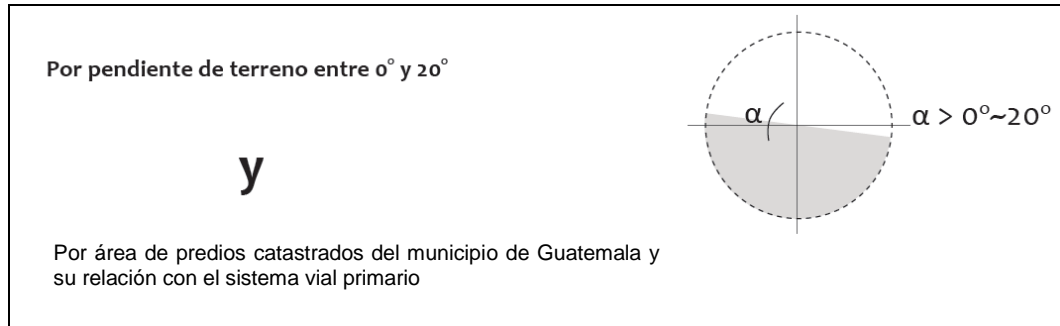 Por pendiente de terreno entre 0° y 20°
α
α > 0°~20°
y
Por área de predios catastrados del municipio de Guatemala y
su relación con el sistema vial primario